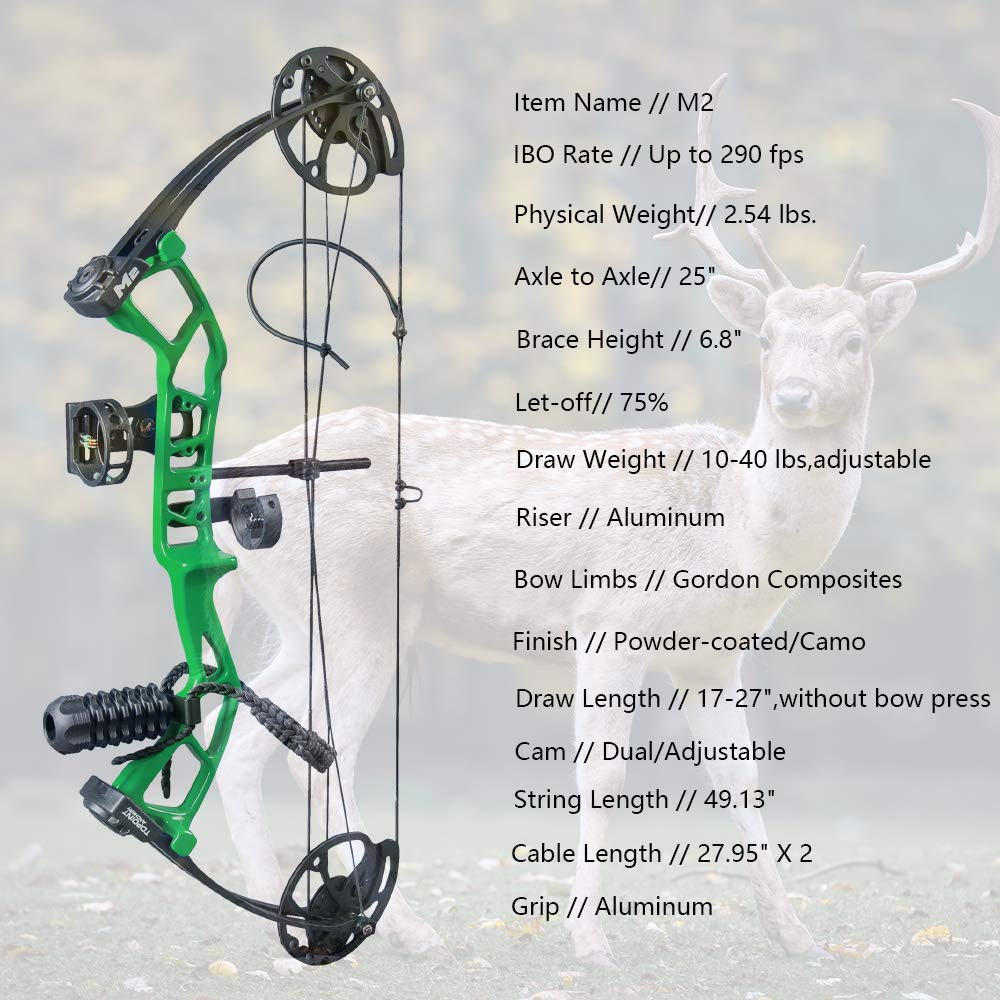 Item Name // M2
IBO Rate // Up to 290 fps
Physical Weight// 2.54 lbs.
Axle to Axle// 25"
Brace Height // 6.8"
Let-off// 75%
Draw Weight // 10-40 lbs,adjustable
Riser // Aluminum
Bow Limbs // Gordon Composites
Finish // Powder-coated/Camo
Draw Length // 17-27",without bow press
Cam // Dual/Adjustable
String Length // 49.13"
Cable Length // 27.95" X 2
Grip // Aluminum
M2
TOPOINT
ARCHERY